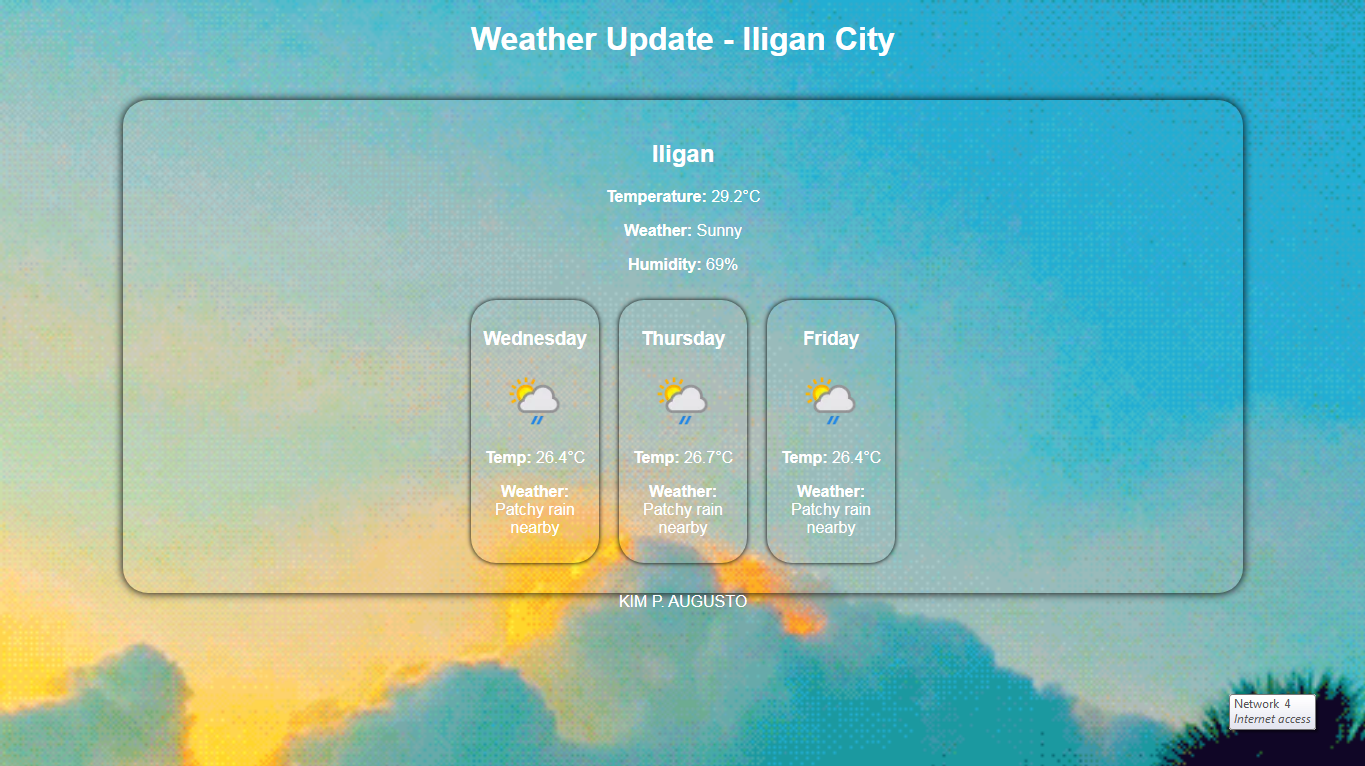 Weather Update - Iligan City
Iligan
Temperature: 29.2°C
Weather: Sunny
Humidity: 69%
Wednesday
Temp: 26.4°C
Weather:
Patchy rain
nearby
Thursday
Temp: 26.7°C
Weather:
Patchy rain
nearby
Friday
Temp: 26.4°C
Weather:
Patchy rain
nearby
KIM P. AUGUSTO
Network 4
Internet access